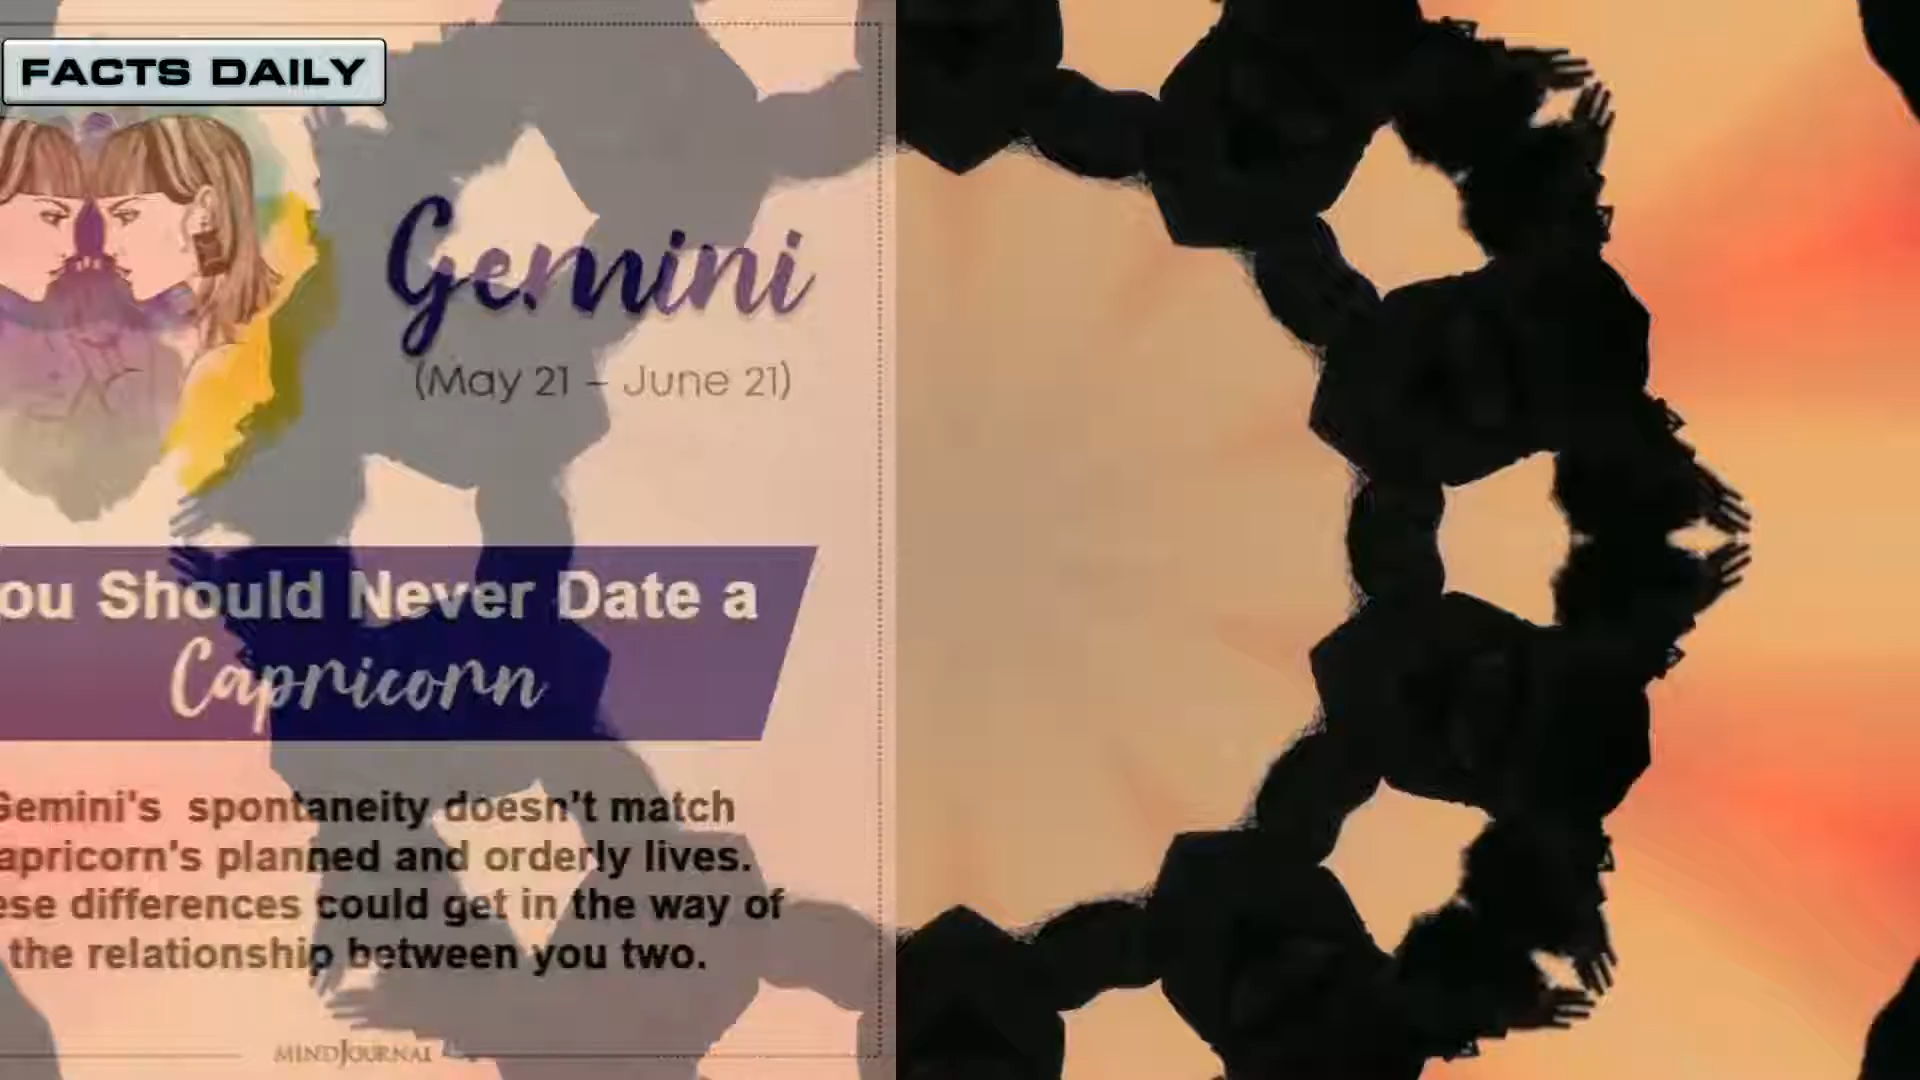 FACTS DAILY
Gemini
(May 21 – June 21)
ou Should Never Date a
Capricorn
Gemini's spontaneity doesn't match
apricorn's planned and orderly lives.
ese differences could get in the way of
the relationship between you two.
MINDJOURNAL